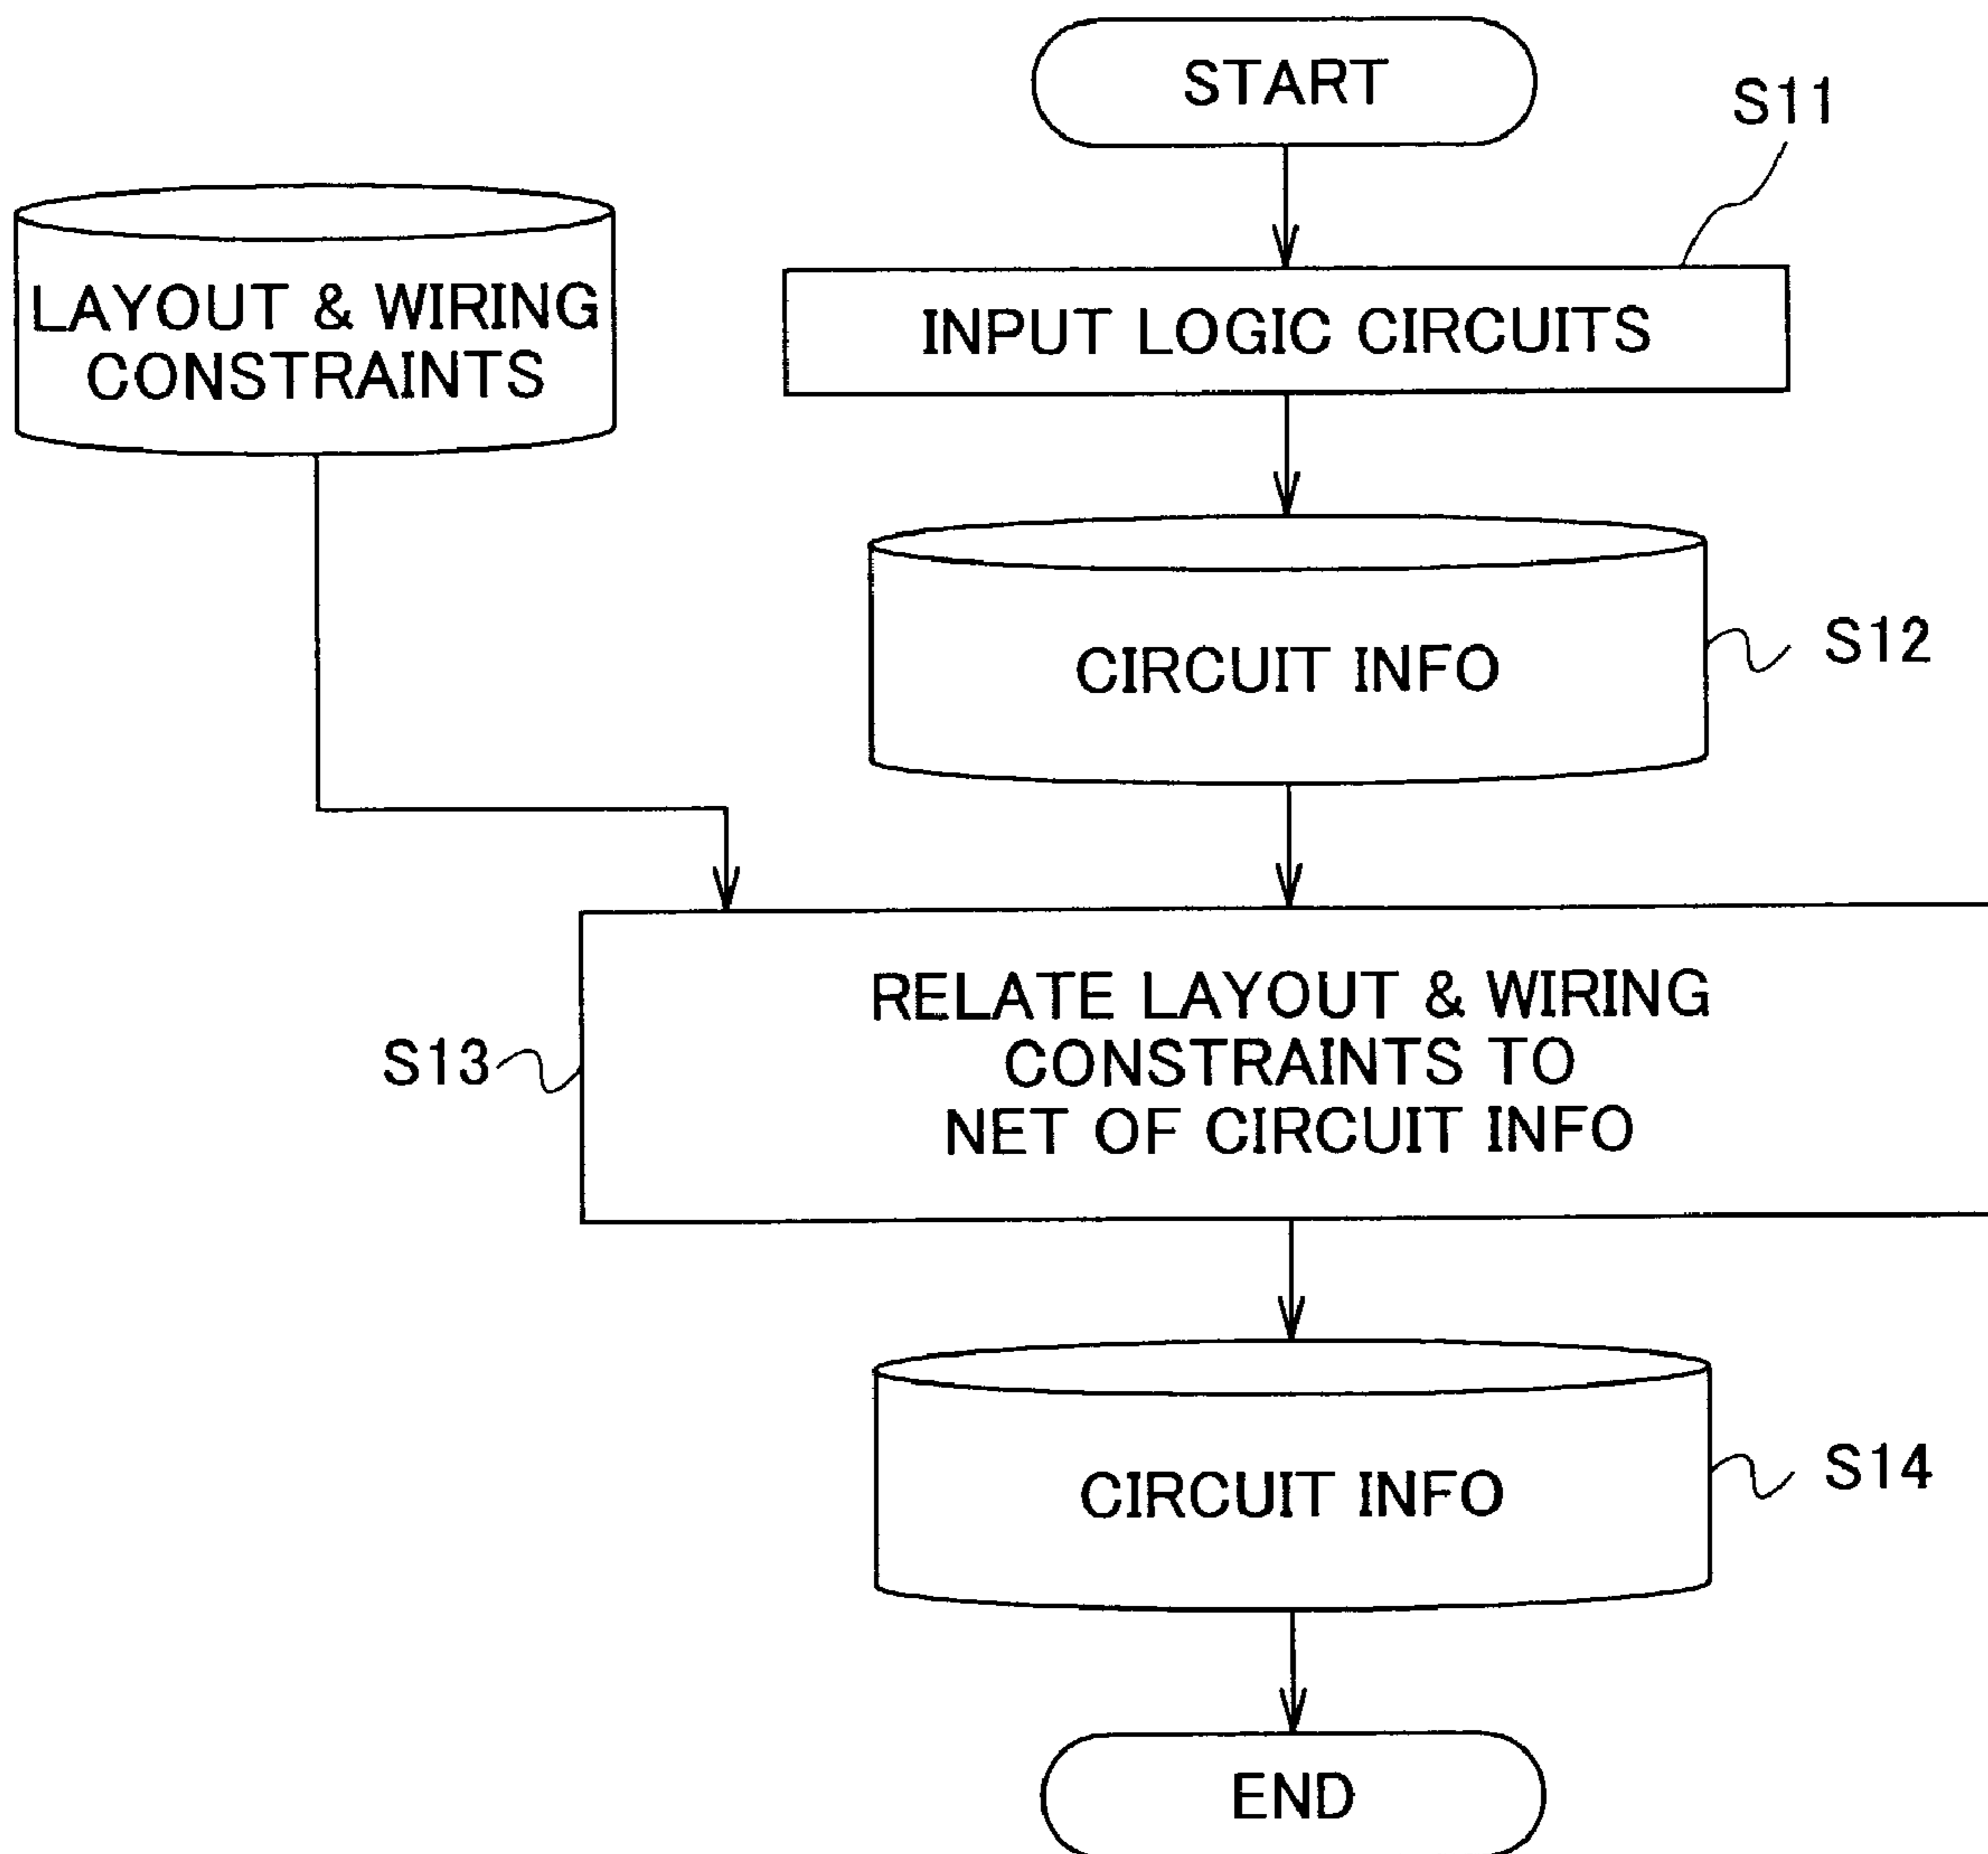 START
S11
LAYOUT & WIRING
CONSTRAINTS
INPUT LOGIC CIRCUITS
CIRCUIT INFO
S12
RELATE LAYOUT & WIRING
CONSTRAINTS TO
NET OF CIRCUIT INFO
S13
CIRCUIT INFO
S14
END